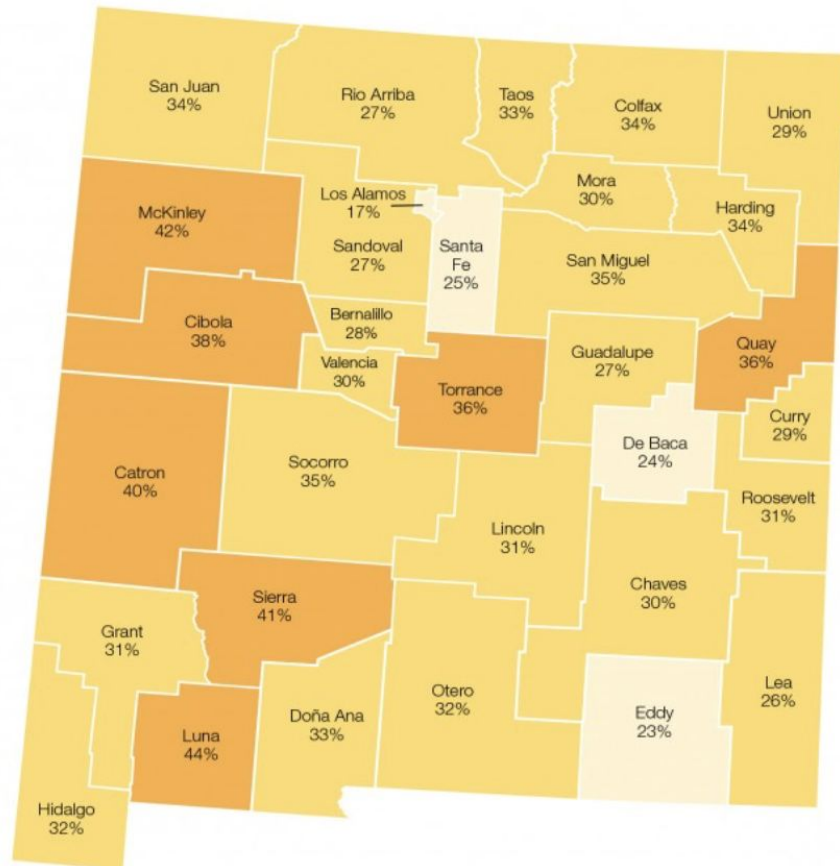 San Juan
34%
Rio Arriba
27%
Taos
33%
Colfax
34%
Union
29%
McKinley
42%
Los Alamos
17%
Sandoval
27%
Santa
Fe
25%
Mora
30%
Harding
34%
San Miguel
35%
Cibola
38%
Bernalillo
28%
Valencia
30%
Torrance
36%
Guadalupe
27%
Quay
36%
Curry
29%
De Baca
24%
Roosevelt
31%
Catron
40%
Socorro
35%
Lincoln
31%
Chaves
30%
Sierra
41%
Grant
31%
Luna
44%
Doña Ana
33%
Otero
32%
Eddy
23%
Lea
26%
Hidalgo
32%